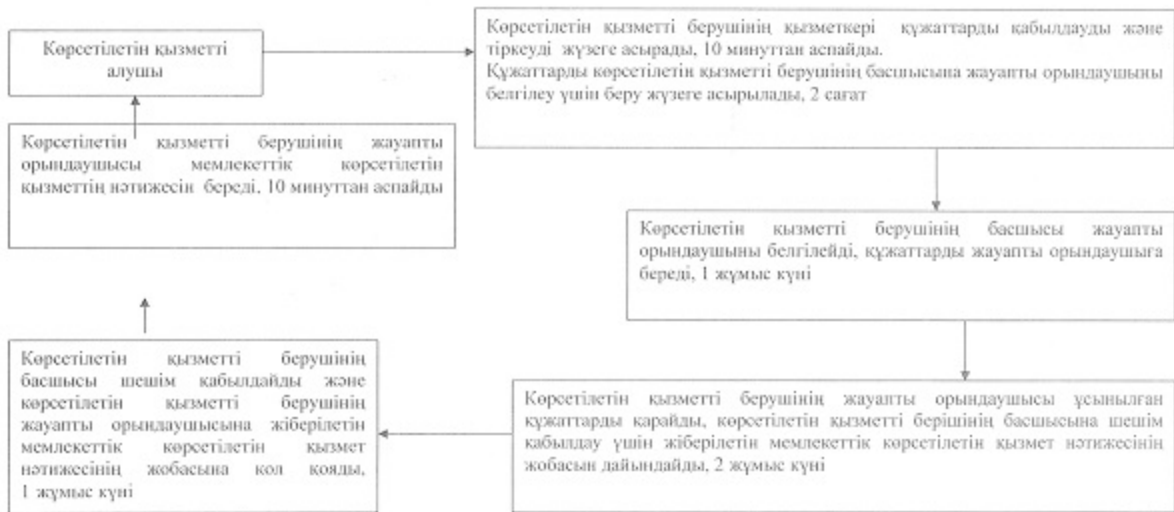 Көрсетілетін қызметті
алушы
Көрсетілетін қызметті берушінің қызметкері құжаттарды қабылдауды және
тіркеуді жүзеге асырады, 10 минуттан аспайды.
Құжаттарды көрсетілетін қызметті берушінің басшысына жауапты орындаушыны
белгілеу үшін беру жүзеге асырылады, 2 сағат
Көрсетілетін қызметті берушінің басшысы жауапты
орындаушыны белгілейді, құжаттарды жауапты орындаушыға
береді, 1 жұмыс күні
Көрсетілетін қызметті берушінің жауапты орындаушысы ұсынылған
құжаттарды қарайды, көрсетілетін қызметті берішінің басшысына шешім
қабылдау үшін жіберілетін мемлекеттік көрсетілетін қызмет нәтижесінің
жобасын дайындайды, 2 жұмыс күні
Көрсетілетін қызметті берушінің
басшысы шешім қабылдайды және
көрсетілетін қызметті берушінің
жауапты орындаушысына жіберілетін
мемлекеттік көрсетілетін қызмет
нәтижесінің жобасына қол қояды,
1 жұмыс күні
Көрсетілетін қызметті берушінің жауапты
орындаушысы мемлекеттік көрсетілетін
қызметтің нәтижесін береді, 10 минуттан аспайды